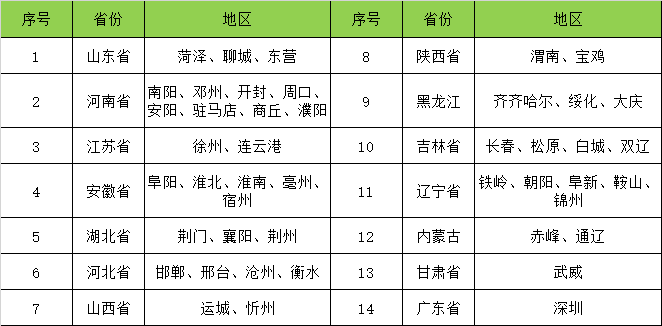 序号 省份 地区 序号 省份 地区
1 山东省 菏泽、聊城、东营 8 陕西省 渭南、宝鸡
2 河南省 南阳、邓州、开封、周口、
安阳、驻马店、商丘、濮阳 9 黑龙江 齐齐哈尔、绥化、大庆
3 江苏省 徐州、连云港 10 吉林省 长春、松原、白城、双辽
4 安徽省 阜阳、淮北、淮南、亳州、
宿州 11 辽宁省 铁岭、朝阳、阜新、鞍山、
锦州
5 湖北省 荆门、襄阳、荆州 12 内蒙古 赤峰、通辽
6 河北省 邯郸、邢台、沧州、衡水 13 甘肃省 武威
7 山西省 运城、忻州 14 广东省 深圳